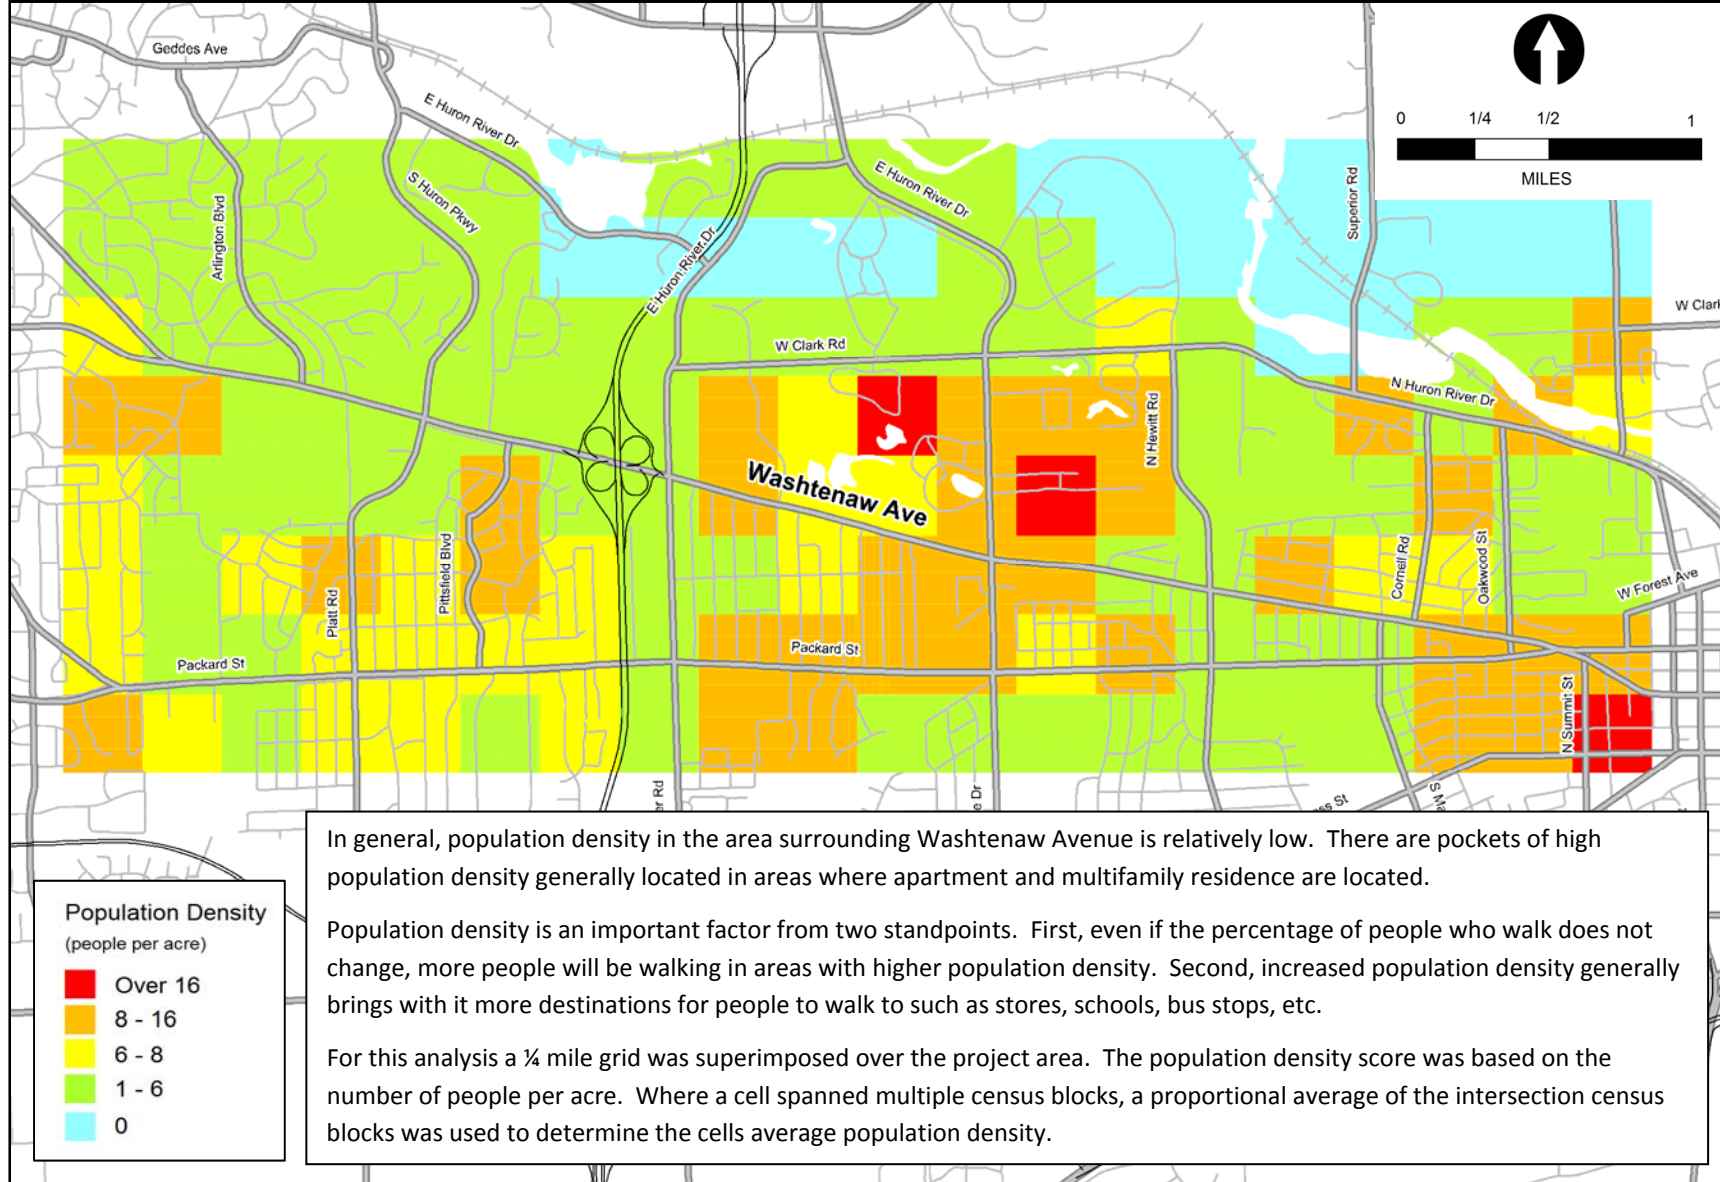 Geddes Ave
E Huron River Dr
S Huron Pkwy
Arlington Blvd
E Huron River Dr
E Huron River Dr
Superior Rd
0 1/4 1/2 1
MILES
W Clark
W Clark Rd
N Huron River Dr
N Hewitt Rd
Washtenaw Ave
Cornell Rd
Oakwood St
W Forest Ave
Pittsfield Blvd
Platt Rd
Packard St
Packard St
N Summit St
er Rd
e Dr
ss St
S Ma
In general, population density in the area surrounding Washtenaw Avenue is relatively low. There are pockets of high
population density generally located in areas where apartment and multifamily residence are located.
Population density is an important factor from two standpoints. First, even if the percentage of people who walk does not
change, more people will be walking in areas with higher population density. Second, increased population density generally
brings with it more destinations for people to walk to such as stores, schools, bus stops, etc.
For this analysis a ¼ mile grid was superimposed over the project area. The population density score was based on the
number of people per acre. Where a cell spanned multiple census blocks, a proportional average of the intersection census
blocks was used to determine the cells average population density.
Population Density
(people per acre)
Over 16
8 - 16
6 - 8
1 - 6
0